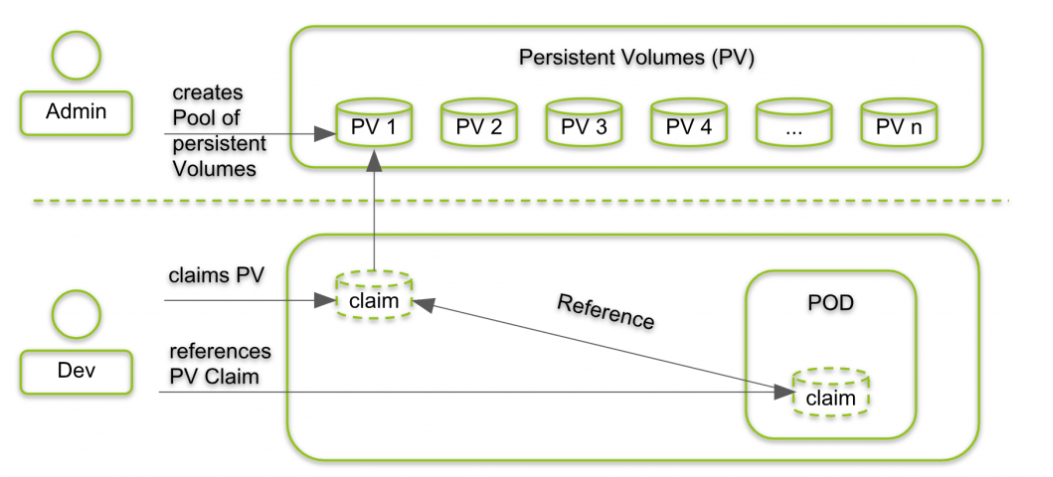 Persistent Volumes (PV)
Admin
creates
Pool of
persistent
Volumes
PV 1
PV 2
PV 3
PV 4
...
PV n
claims PV
claim
Reference
POD
Dev
references
PV Claim
claim